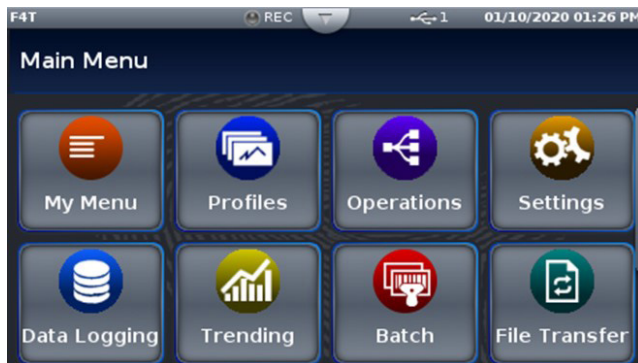 F4T REC 1 01/10/2020 01:26 PM
Main Menu
My Menu Profiles Operations Settings
Data Logging Trending Batch File Transfer